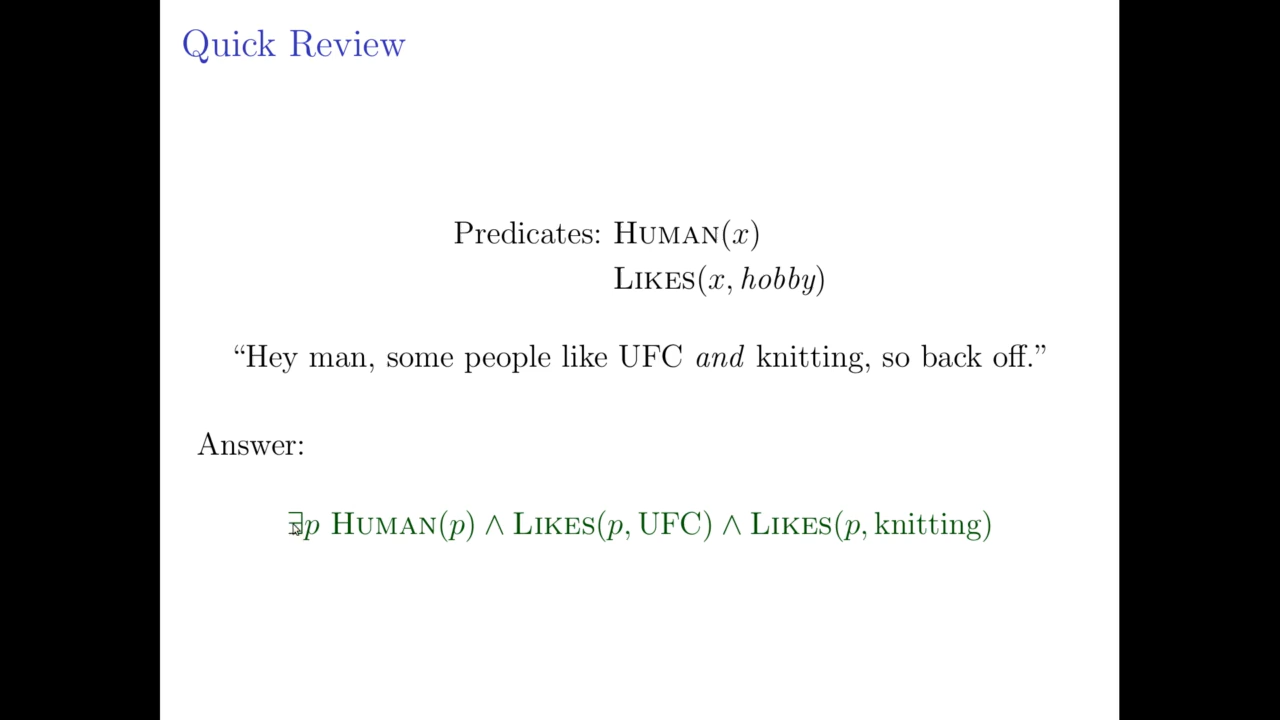 Quick Review
Predicates: HUMAN(x)
LIKES(x, hobby)
“Hey man, some people like UFC and knitting, so back off.”
Answer:
∃p HUMAN(p) ∧ LIKES(p, UFC) ∧ LIKES(p, knitting)